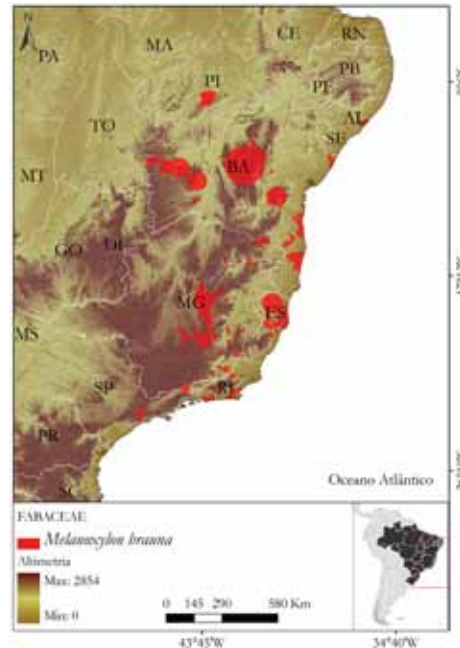 N
CE
RN
MA
PA
PB
PI
PE
AL
TO
SE
BA
MT
GO
DF
MG
ES
MS
SP
RJ
PR
SC
Oceano Atlântico
FABACEAE
Melanoxylon brauna
Altimetria
Max: 2854
Min: 0
0 145 290 580 Km
43°45'W 34°40'W